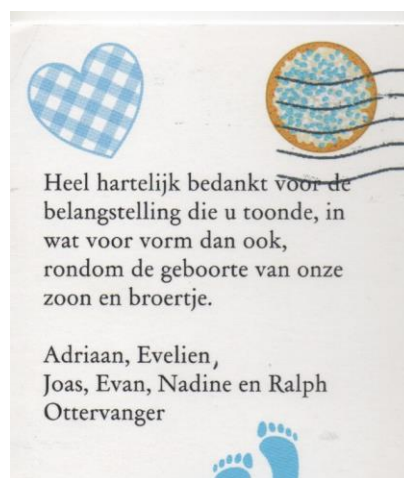 Heel hartelijk bedankt voor de
belangstelling die u toonde, in
wat voor vorm dan ook,
rondom de geboorte van onze
zoon en broertje.
Adriaan, Evelien,
Joas, Evan, Nadine en Ralph
Ottervanger